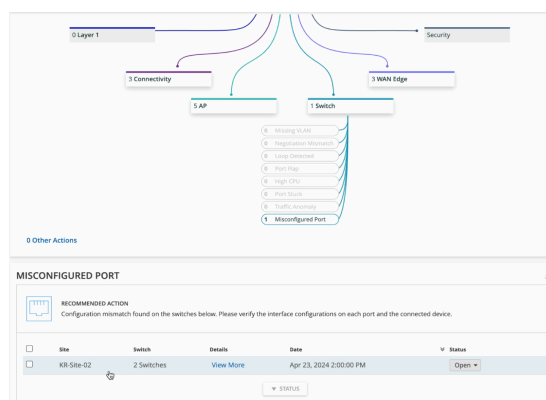 0 Layer 1
Security
3 Connectivity
3 WAN Edge
5 AP
1 Switch
0 Missing VLAN
0 Negotiation Mismatch
0 Loop Detected
0 Port Flap
0 High CPU
0 Port Stuck
0 Traffic Anomaly
1 Misconfigured Port
0 Other Actions
MISCONFIGURED PORT
RECOMMENDED ACTION
Configuration mismatch found on the switches below. Please verify the interface configurations on each port and the connected device.
Site Switch Details Date Status
KR-Site-02 2 Switches View More Apr 23, 2024 2:00:00 PM Open
STATUS